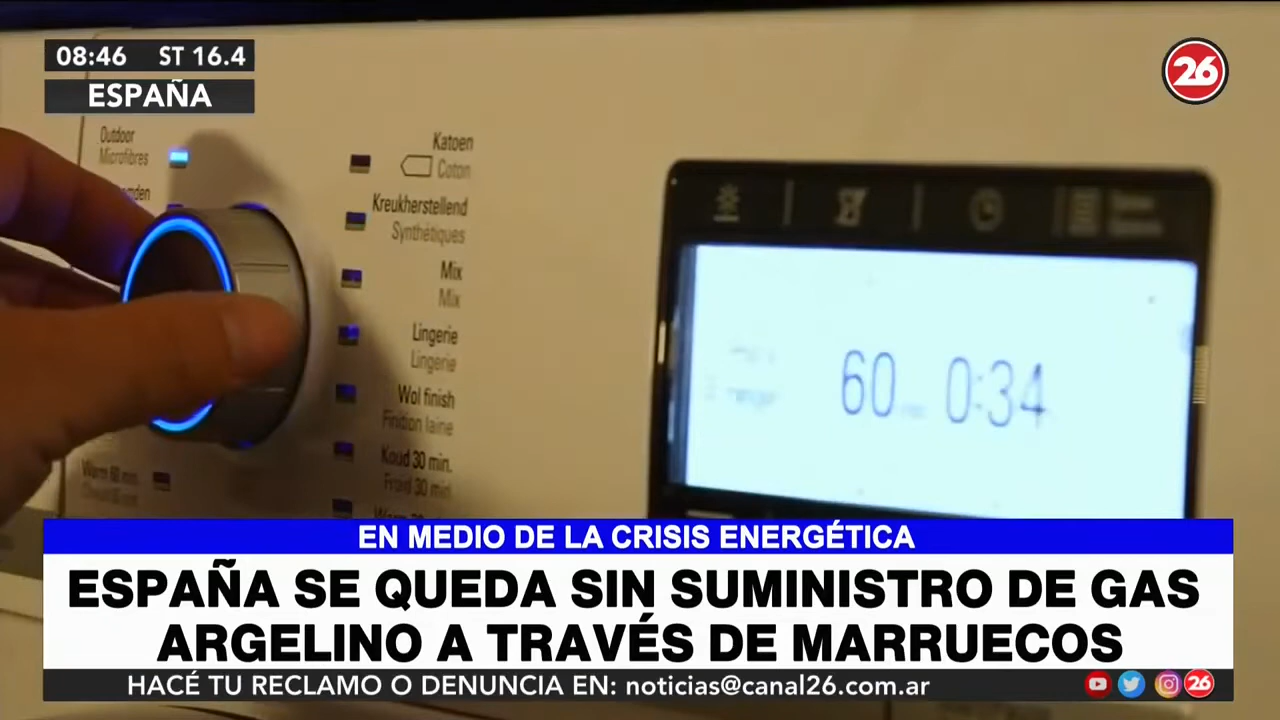 08:46 ST 16.4
26
ESPAÑA
Outdoor
Microfibres
Katoen
Coton
Kreukherstellend
Synthétiques
Mix
Mix
Lingerie
Lingerie
Wol finish
Finition laine
Koud 30 min.
Froid 30 min.
60 0:34
EN MEDIO DE LA CRISIS ENERGÉTICA
ESPAÑA SE QUEDA SIN SUMINISTRO DE GAS
ARGELINO A TRAVÉS DE MARRUECOS
HACÉ TU RECLAMO O DENUNCIA EN: noticias@canal26.com.ar
26